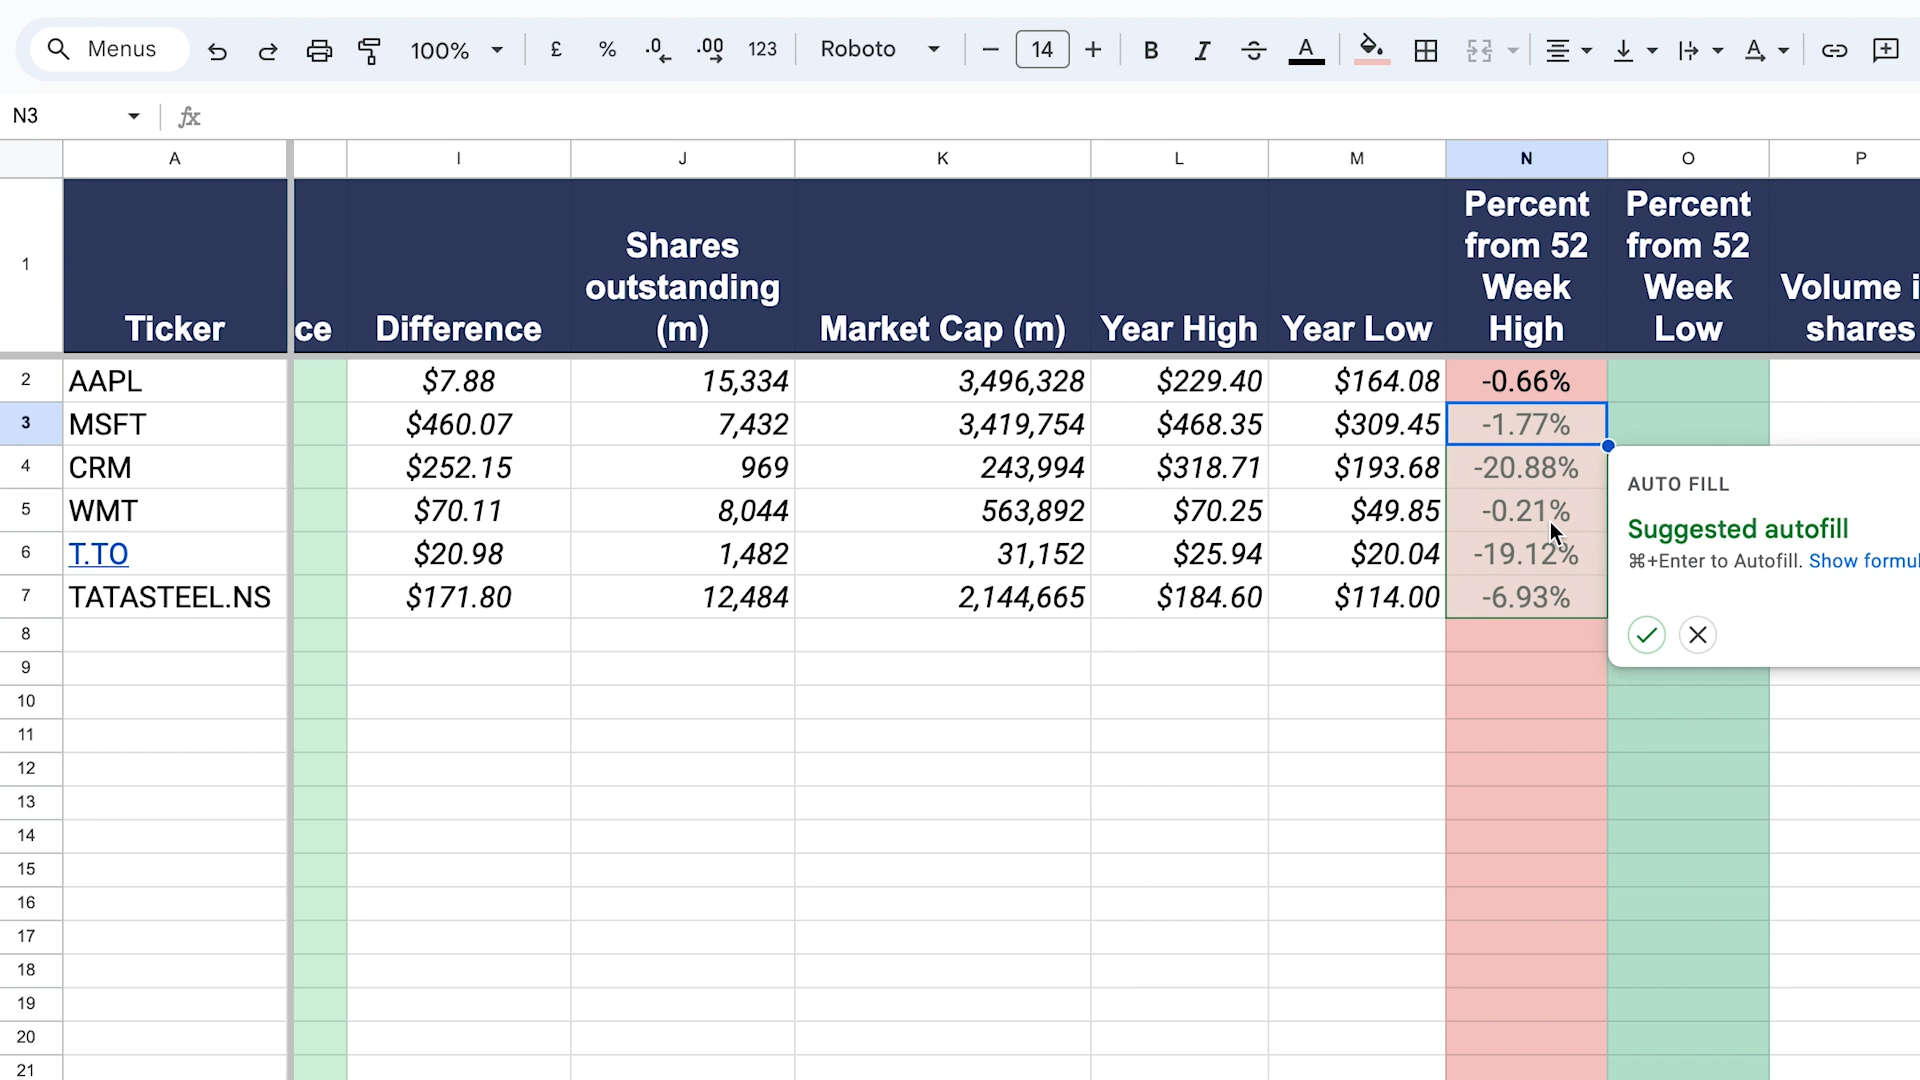 Menus 100% £ % .0 .00 123 Roboto 14 B I A A
N3 fx
A I J K L M N O P
1 Ticker ce Difference Shares outstanding (m) Market Cap (m) Year High Year Low Percent from 52 Week High Percent from 52 Week Low Volume i shares
2 AAPL $7.88 15,334 3,496,328 $229.40 $164.08 -0.66%
3 MSFT $460.07 7,432 3,419,754 $468.35 $309.45 -1.77%
4 CRM $252.15 969 243,994 $318.71 $193.68 -20.88%
5 WMT $70.11 8,044 563,892 $70.25 $49.85 -0.21%
6 T.TO $20.98 1,482 31,152 $25.94 $20.04 -19.12%
7 TATASTEEL.NS $171.80 12,484 2,144,665 $184.60 $114.00 -6.93%
AUTO FILL
Suggested autofill
⌘+Enter to Autofill. Show formul
8
9
10
11
12
13
14
15
16
17
18
19
20
21